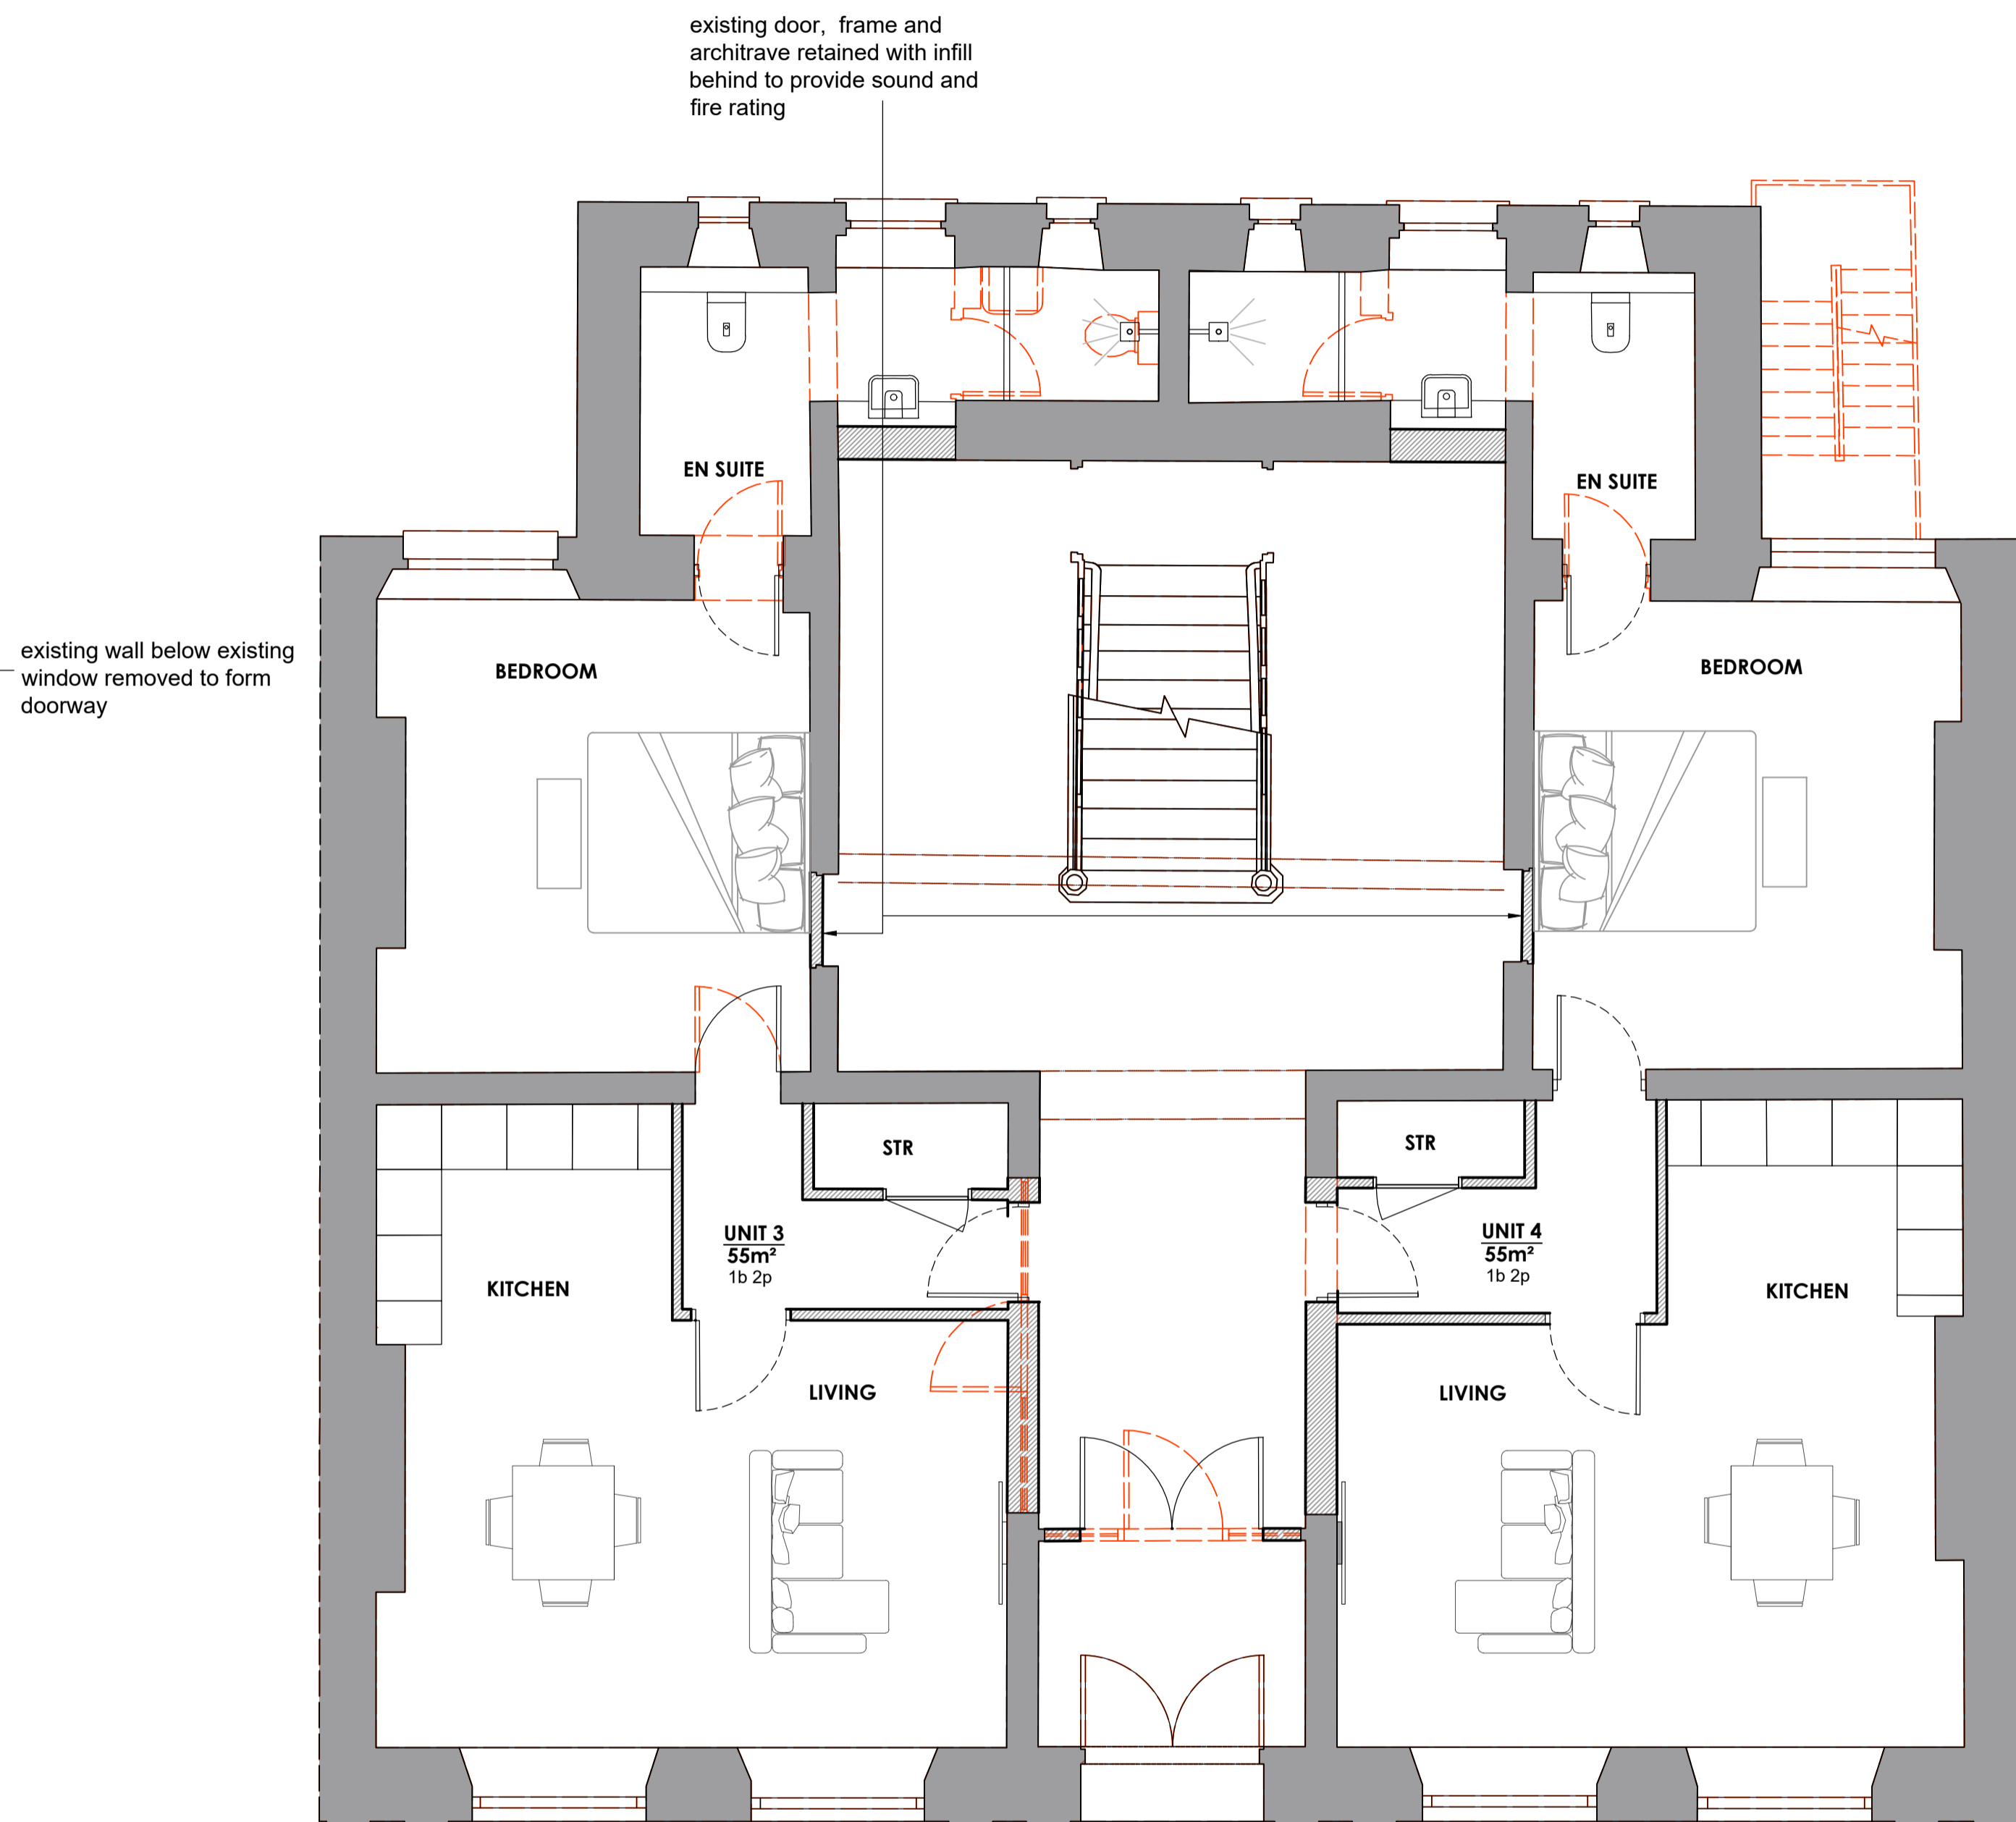 existing door, frame and
architrave retained with infill
behind to provide sound and
fire rating
EN SUITE
EN SUITE
existing wall below existing
window removed to form
doorway
BEDROOM
BEDROOM
STR
STR
UNIT 3
55m²
1b 2p
UNIT 4
55m²
1b 2p
KITCHEN
KITCHEN
LIVING
LIVING